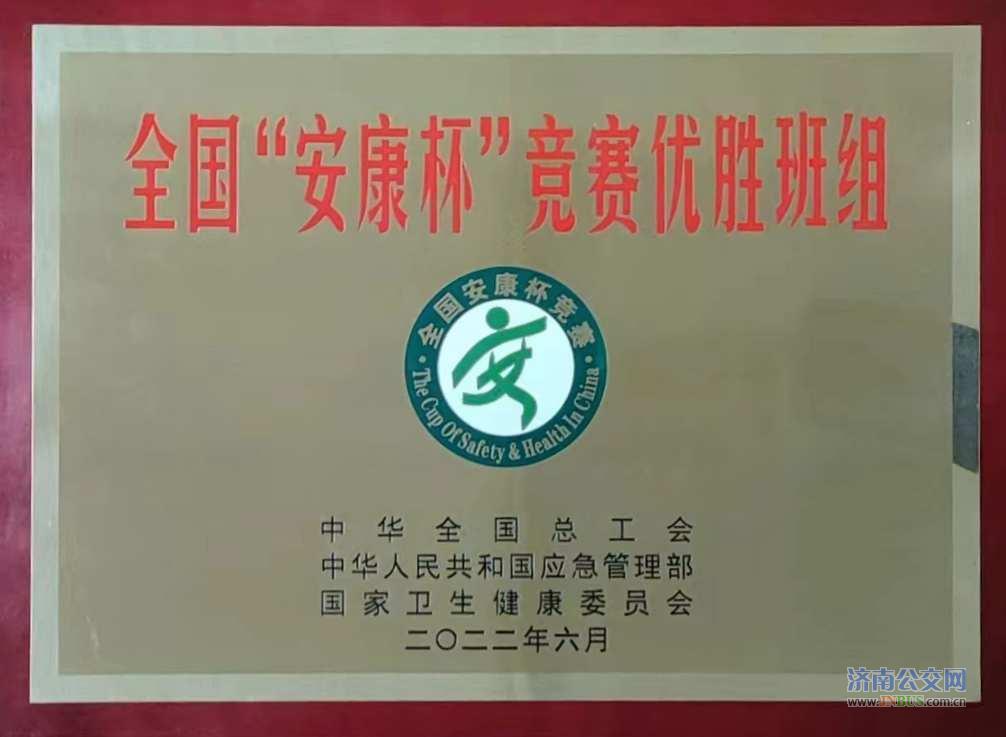 全国“安康杯”竞赛优胜班组
全国安康杯竞赛
The Cup Of Safety & Health In China
安
中华全国总工会
中华人民共和国应急管理部
国家卫生健康委员会
二〇二二年六月
济南公交网
www.INBUS.com.cn